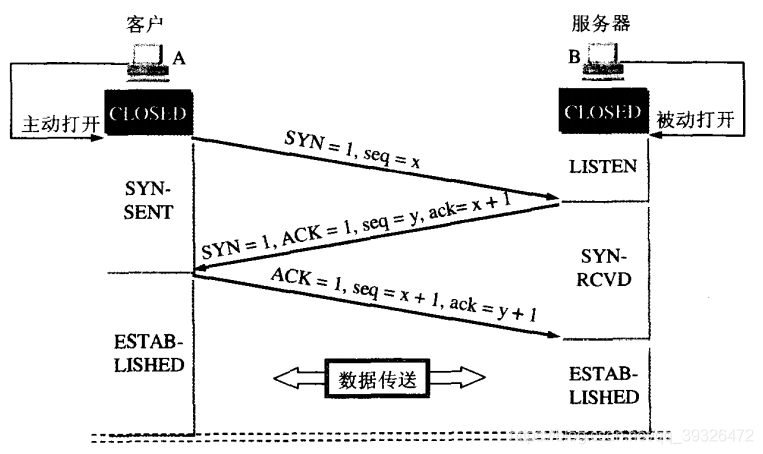 客户
服务器
A
B
CLOSED
CLOSED
主动打开
被动打开
SYN = 1, seq = x
LISTEN
SYN-
SENT
SYN = 1, ACK = 1, seq = y, ack= x + 1
SYN-
RCVD
ACK = 1, seq = x + 1, ack = y + 1
ESTAB-
LISHED
数据传送
ESTAB-
LISHED
_39326472